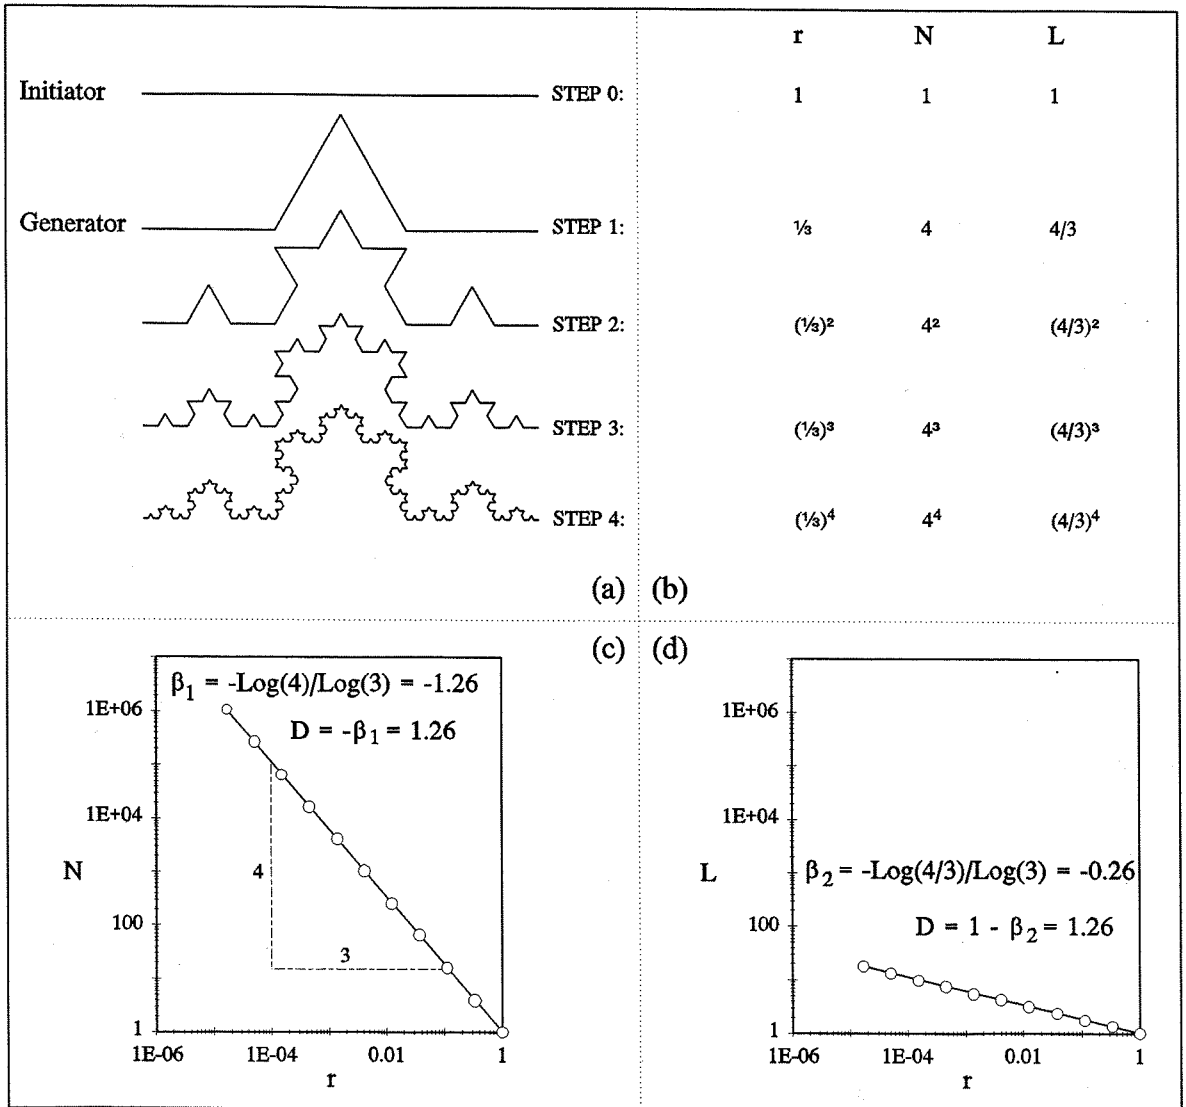 r N L
Initiator STEP 0: 1 1 1
Generator STEP 1: ⅓ 4 4/3
STEP 2: (⅓)² 4² (4/3)²
STEP 3: (⅓)³ 4³ (4/3)³
STEP 4: (⅓)⁴ 4⁴ (4/3)⁴
(a) (b)
(c) (d)
β₁ = -Log(4)/Log(3) = -1.26
D = -β₁ = 1.26
1E+06
1E+04
N
4
100
3
1
1E-06 1E-04 0.01 1
r
1E+06
1E+04
L
β₂ = -Log(4/3)/Log(3) = -0.26
100
D = 1 - β₂ = 1.26
1
1E-06 1E-04 0.01 1
r